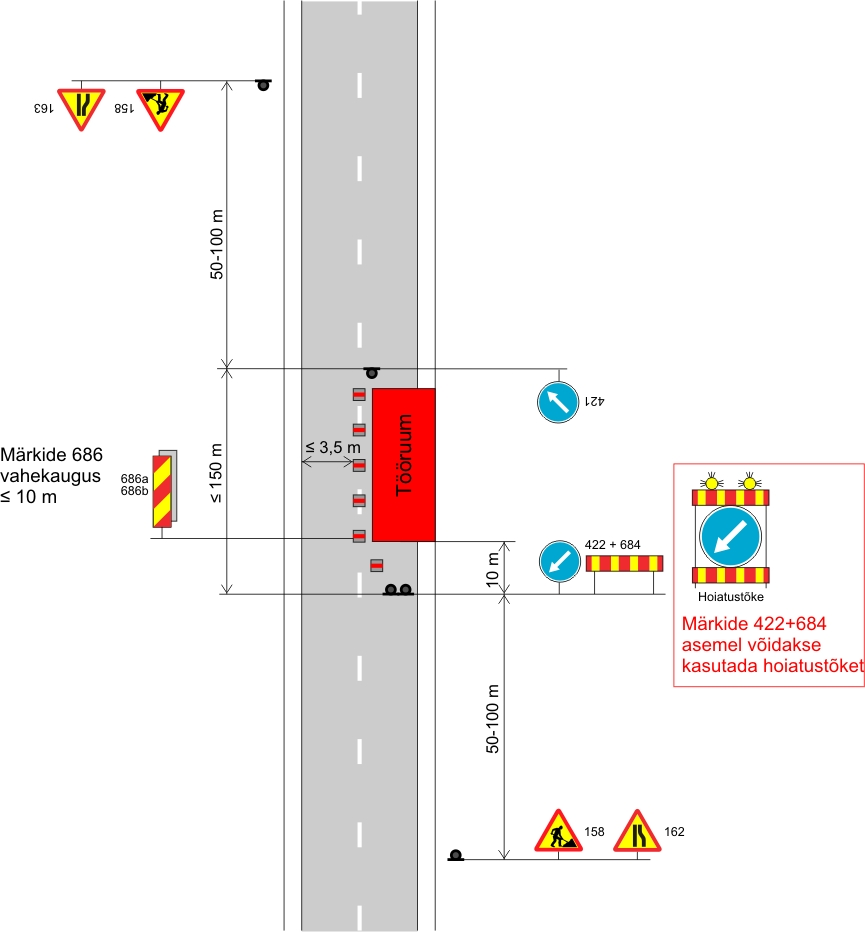 163
158
50-100 m
421
≤ 3,5 m
Tööruum
Märkide 686
vahekaugus
≤ 10 m
686a
686b
≤ 150 m
10 m
422 + 684
Hoiatustõke
Märkide 422+684
asemel võidakse
kasutada hoiatustõket
50-100 m
158
162